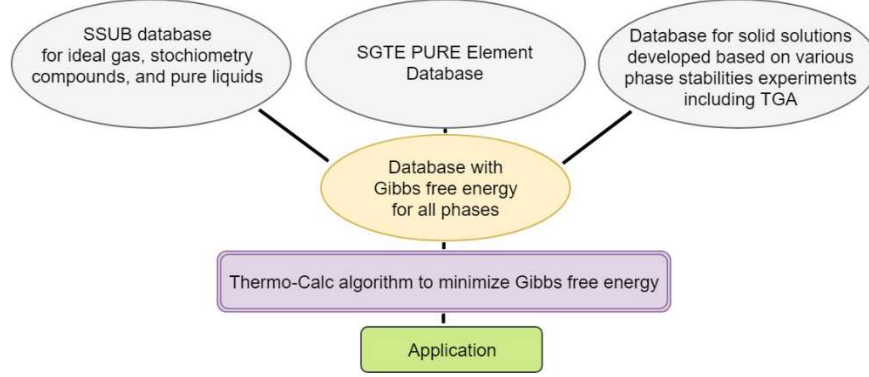 SSUB database
for ideal gas, stochiometry
compounds, and pure liquids
SGTE PURE Element
Database
Database for solid solutions
developed based on various
phase stabilities experiments
including TGA
Database with
Gibbs free energy
for all phases
Thermo-Calc algorithm to minimize Gibbs free energy
Application